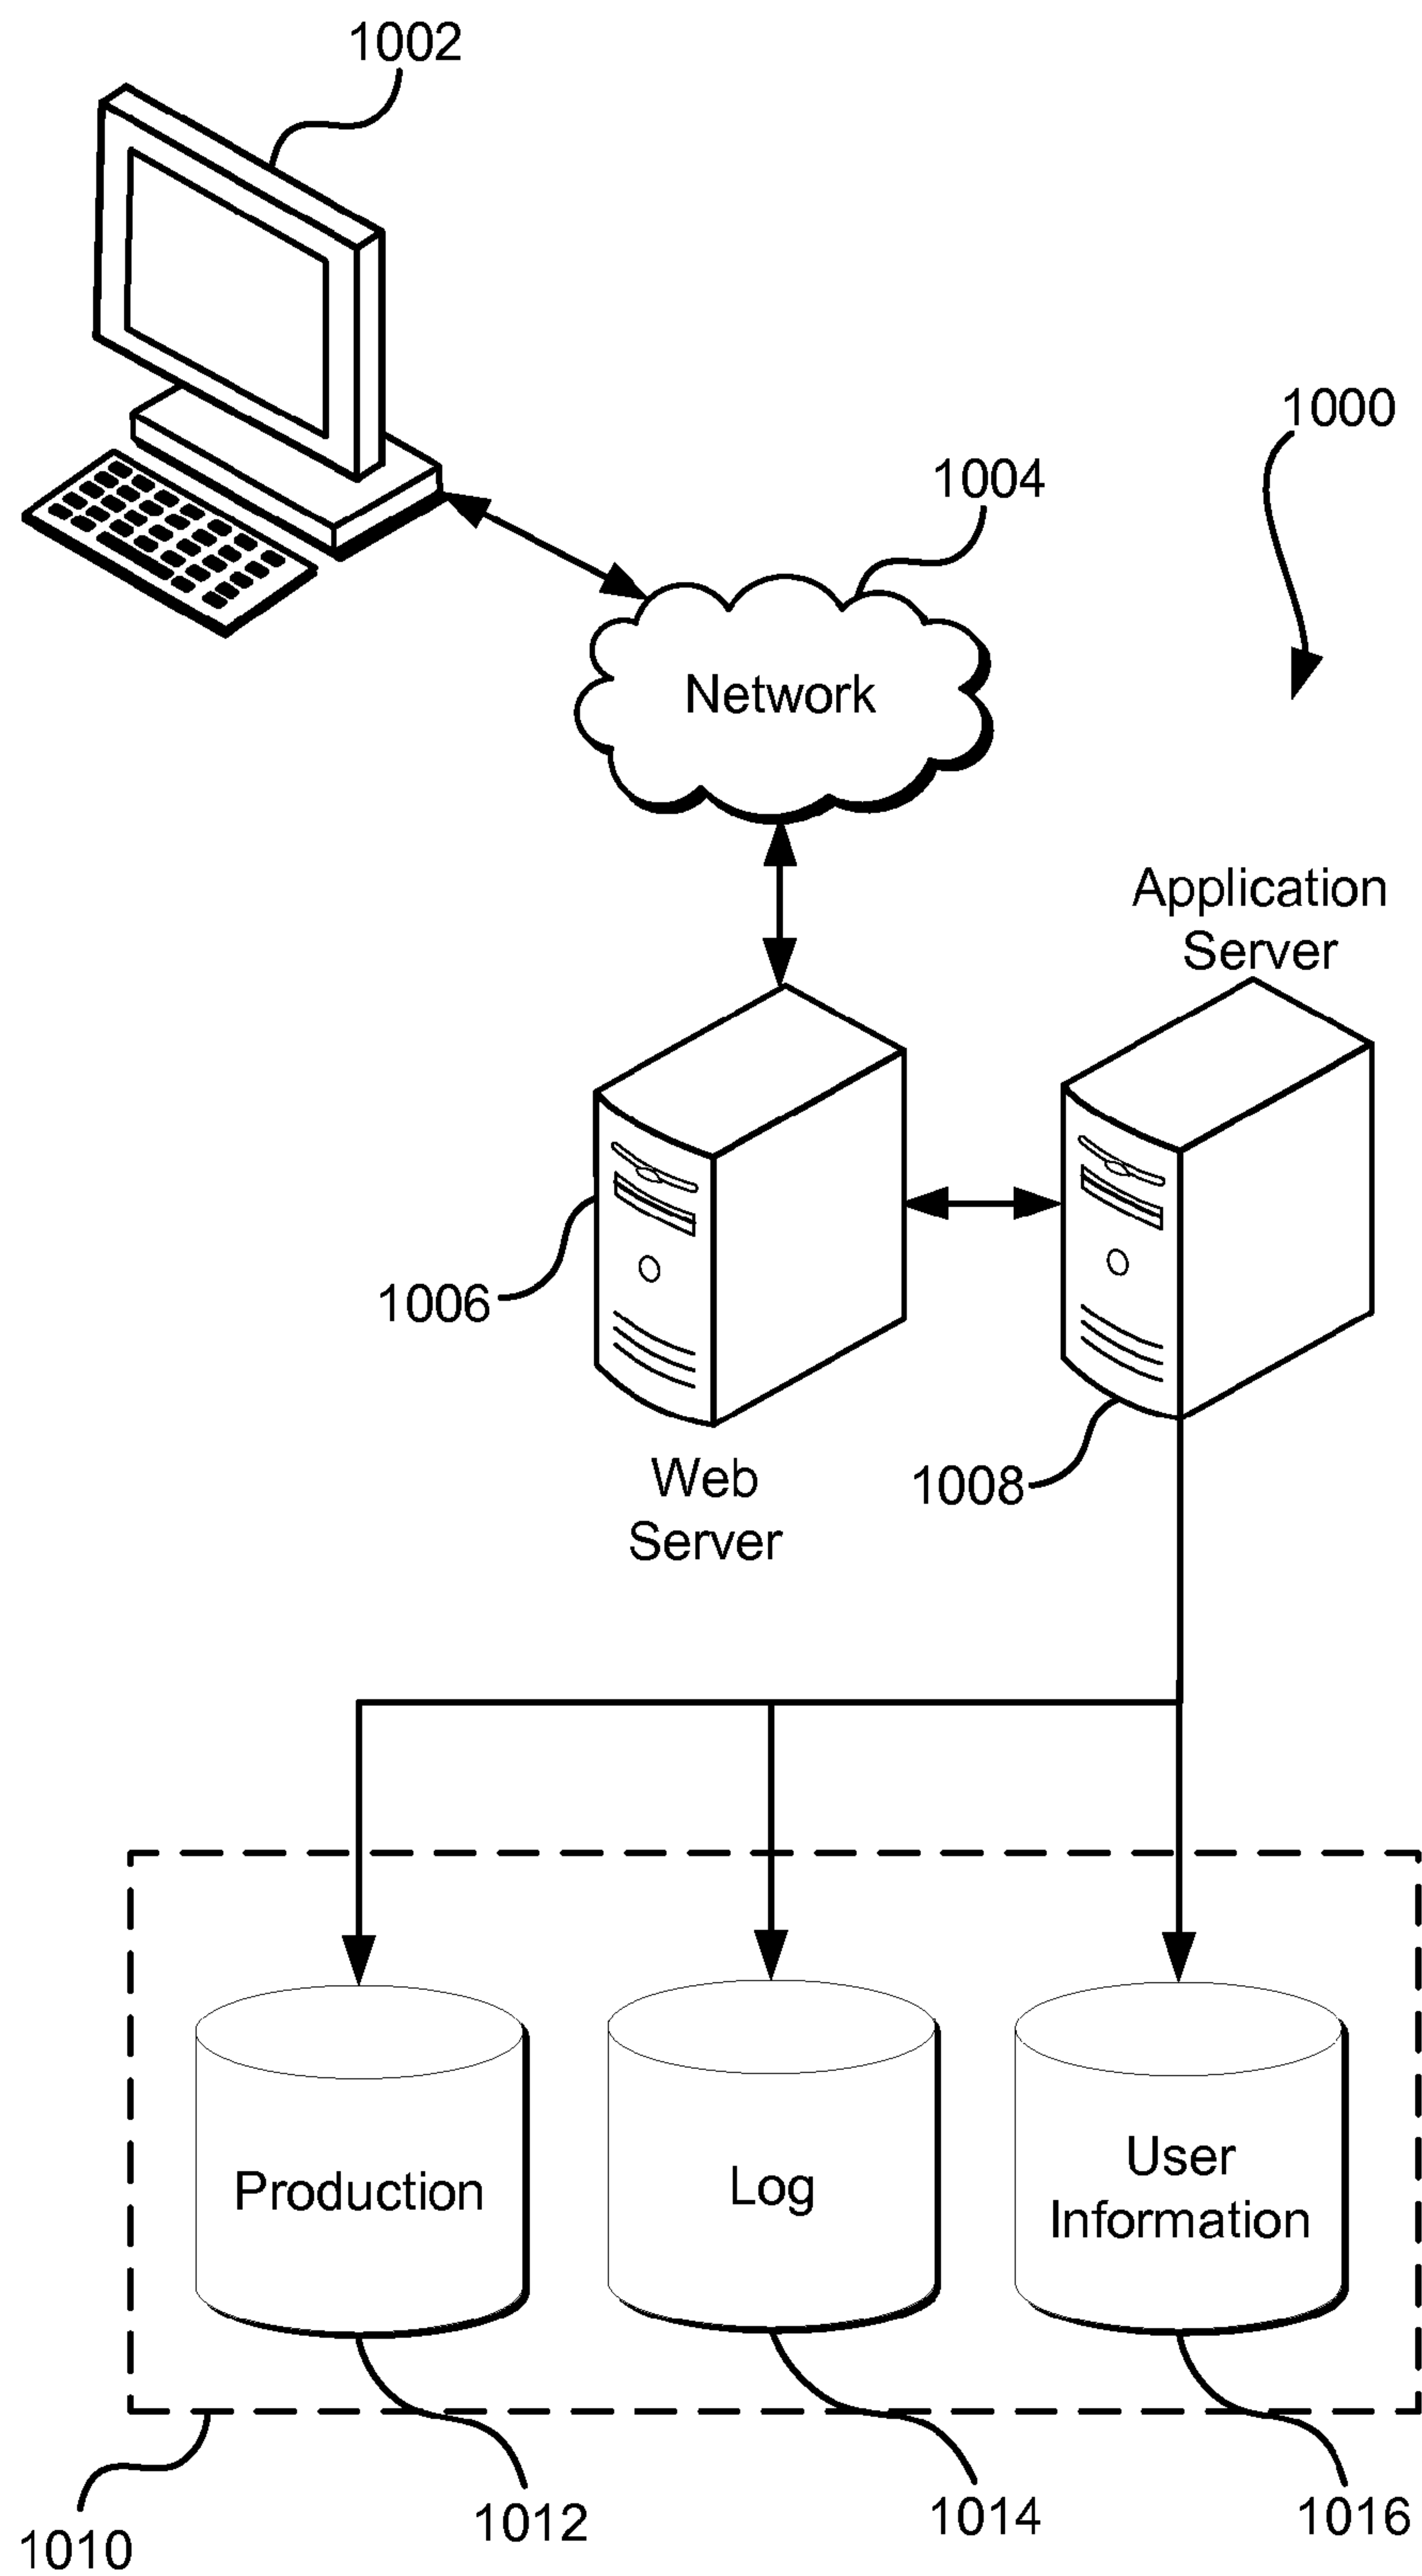 1002
1000
1004
Network
Application
Server
1006
Web
Server
1008
Production
Log
User
Information
1010
1012
1014
1016